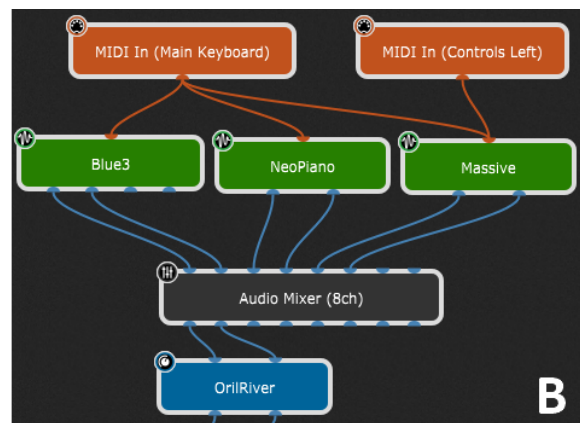 MIDI In (Main Keyboard)
MIDI In (Controls Left)
Blue3
NeoPiano
Massive
Audio Mixer (8ch)
OrilRiver
B